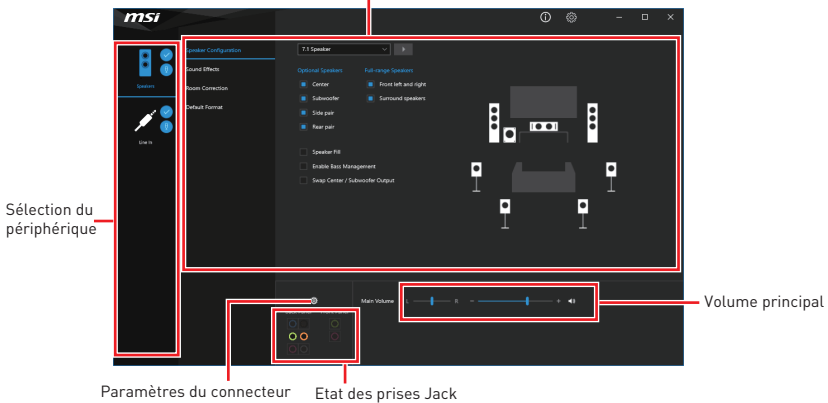 msi
Speaker Configuration
Sound Effects
Room Correction
Default Format
Speakers
Line In
7.1 Speaker
Optional Speakers
Full-range Speakers
Center
Front left and right
Subwoofer
Surround speakers
Side pair
Rear pair
Speaker Fill
Enable Bass Management
Swap Center / Subwoofer Output
Sélection du
périphérique
Main Volume
L
R
Volume principal
Paramètres du connecteur
Etat des prises Jack